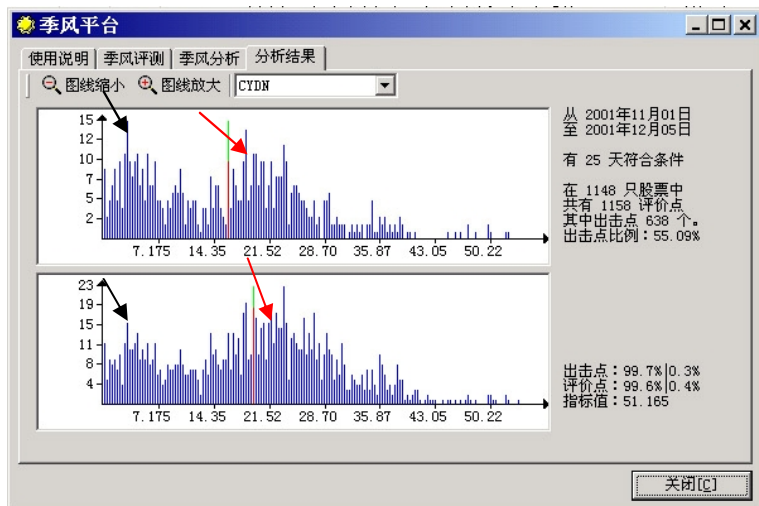 季风平台
使用说明 季风评测 季风分析 分析结果
图线缩小 图线放大 CYDN
15
12
10
7
5
2
7.175 14.35 21.52 28.70 35.87 43.05 50.22
从 2001年11月01日
至 2001年12月05日
有 25 天符合条件
在 1148 只股票中
共有 1158 评价点
其中出击点 638 个。
出击点比例：55.09%
23
19
15
11
8
4
7.175 14.35 21.52 28.70 35.87 43.05 50.22
出击点：99.7%|0.3%
评价点：99.6%|0.4%
指标值：51.165
关闭[C]